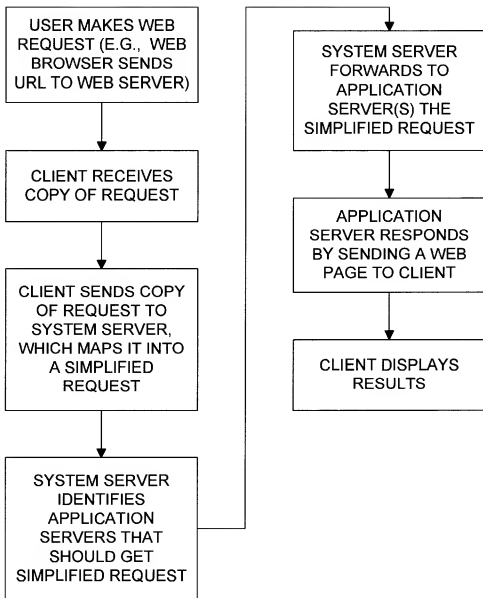 USER MAKES WEB
REQUEST (E.G., WEB
BROWSER SENDS
URL TO WEB SERVER)
CLIENT RECEIVES
COPY OF REQUEST
CLIENT SENDS COPY
OF REQUEST TO
SYSTEM SERVER,
WHICH MAPS IT INTO
A SIMPLIFIED
REQUEST
SYSTEM SERVER
IDENTIFIES
APPLICATION
SERVERS THAT
SHOULD GET
SIMPLIFIED REQUEST
SYSTEM SERVER
FORWARDS TO
APPLICATION
SERVER(S) THE
SIMPLIFIED REQUEST
APPLICATION
SERVER RESPONDS
BY SENDING A WEB
PAGE TO CLIENT
CLIENT DISPLAYS
RESULTS